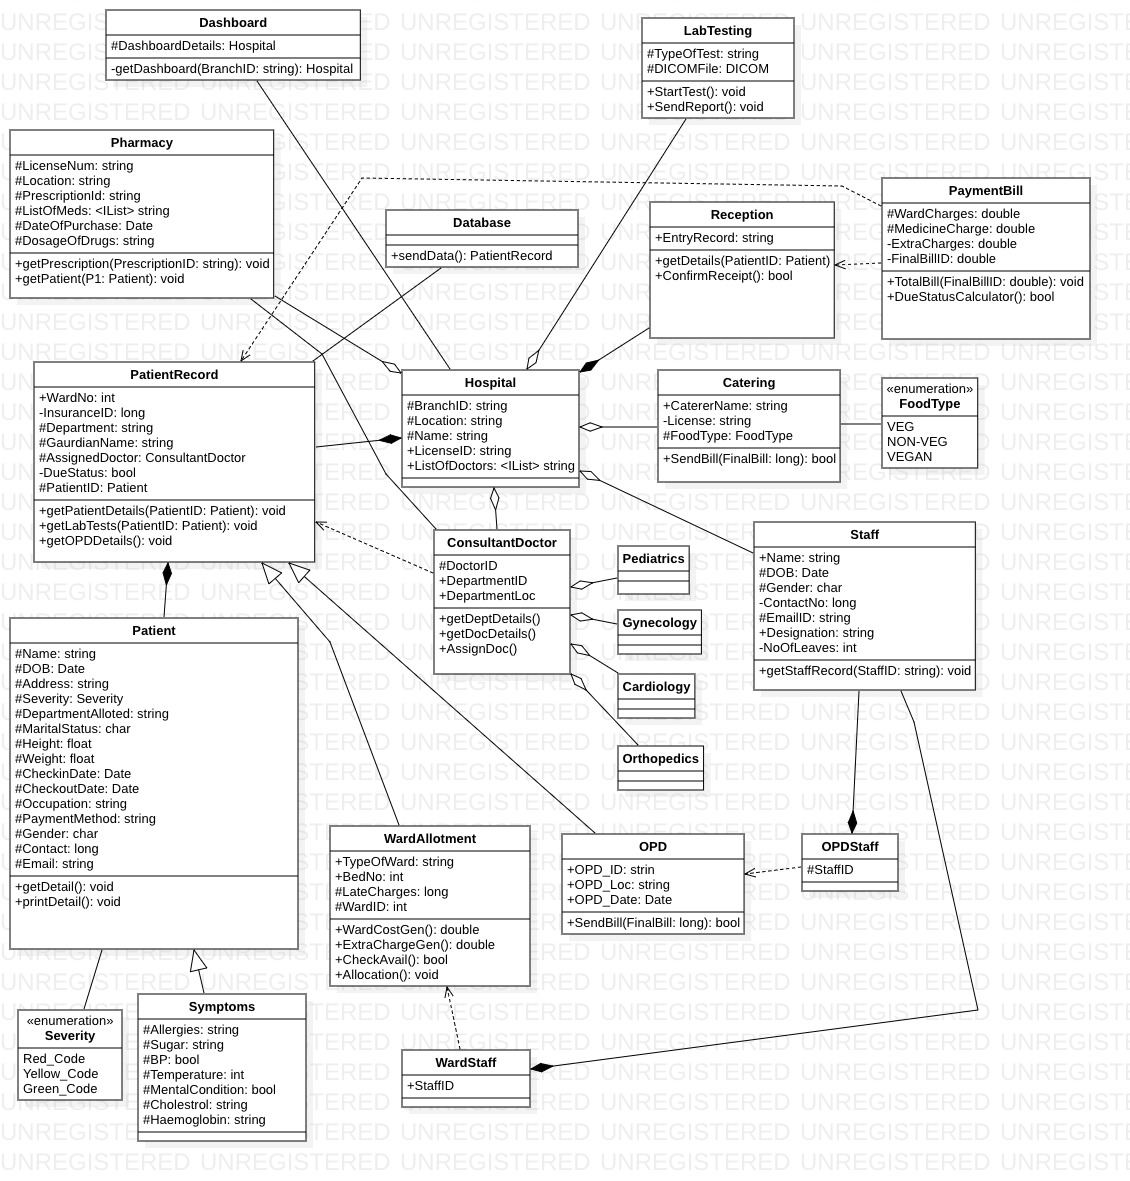 Dashboard
#DashboardDetails: Hospital
-getDashboard(BranchID: string): Hospital
LabTesting
#TypeOfTest: string
#DICOMFile: DICOM
+StartTest(): void
+SendReport(): void
Pharmacy
#LicenseNum: string
#Location: string
#PrescriptionId: string
#ListOfMeds: <IList> string
#DateOfPurchase: Date
#DosageOfDrugs: string
+getPrescription(PrescriptionID: string): void
+getPatient(P1: Patient): void
Database
+sendData(): PatientRecord
Reception
+EntryRecord: string
+getDetails(PatientID: Patient)
+ConfirmReceipt(): bool
PaymentBill
#WardCharges: double
#MedicineCharge: double
-ExtraCharges: double
-FinalBillID: double
+TotalBill(FinalBillID: double): void
+DueStatusCalculator(): bool
PatientRecord
+WardNo: int
-InsuranceID: long
#Department: string
#GaurdianName: string
#AssignedDoctor: ConsultantDoctor
-DueStatus: bool
#PatientID: Patient
+getPatientDetails(PatientID: Patient): void
+getLabTests(PatientID: Patient): void
+getOPDDetails(): void
Hospital
#BranchID: string
#Location: string
#Name: string
+LicenseID: string
+ListOfDoctors: <IList> string
Catering
+CatererName: string
-License: string
#FoodType: FoodType
+SendBill(FinalBill: long): bool
«enumeration»
FoodType
VEG
NON-VEG
VEGAN
ConsultantDoctor
#DoctorID
+DepartmentID
+DepartmentLoc
+getDeptDetails()
+getDocDetails()
+AssignDoc()
Pediatrics
Gynecology
Cardiology
Orthopedics
Staff
+Name: string
#DOB: Date
#Gender: char
-ContactNo: long
#EmailID: string
+Designation: string
-NoOfLeaves: int
+getStaffRecord(StaffID: string): void
Patient
#Name: string
#DOB: Date
#Address: string
#Severity: Severity
#DepartmentAlloted: string
#MaritalStatus: char
#Height: float
#Weight: float
#CheckinDate: Date
#CheckoutDate: Date
#Occupation: string
#PaymentMethod: string
#Gender: char
#Contact: long
#Email: string
+getDetail(): void
+printDetail(): void
WardAllotment
+TypeOfWard: string
+BedNo: int
#LateCharges: long
#WardID: int
+WardCostGen(): double
+ExtraChargeGen(): double
+CheckAvail(): bool
+Allocation(): void
OPD
+OPD_ID: strin
+OPD_Loc: string
+OPD_Date: Date
+SendBill(FinalBill: long): bool
OPDStaff
#StaffID
«enumeration»
Severity
Red_Code
Yellow_Code
Green_Code
Symptoms
#Allergies: string
#Sugar: string
#BP: bool
#Temperature: int
#MentalCondition: bool
#Cholestrol: string
#Haemoglobin: string
WardStaff
+StaffID
UNREGISTERED